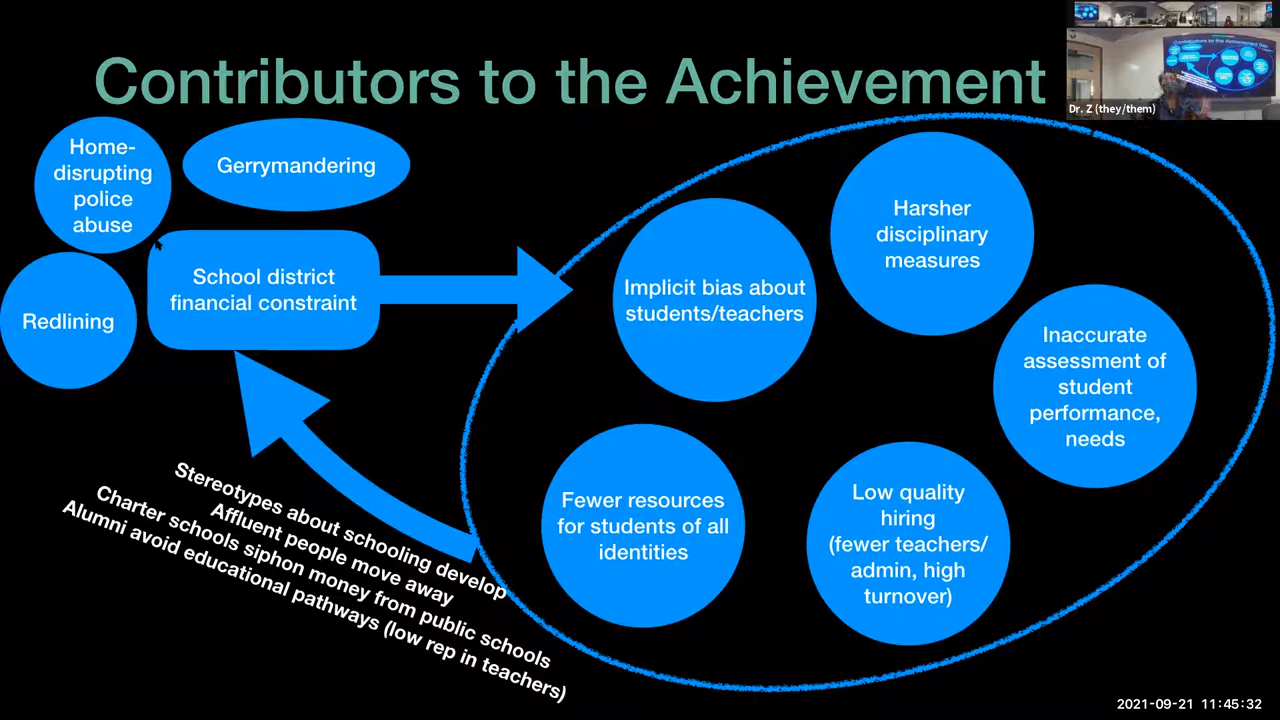 Contributors to the Achievement
Dr. Z (they/them)
Home-
disrupting
police
abuse
Gerrymandering
Redlining
School district
financial constraint
Implicit bias about
students/teachers
Harsher
disciplinary
measures
Inaccurate
assessment of
student
performance,
needs
Fewer resources
for students of all
identities
Low quality
hiring
(fewer teachers/
admin, high
turnover)
Stereotypes about schooling develop
Affluent people move away
Charter schools siphon money from public schools
Alumni avoid educational pathways (low rep in teachers)
2021-09-21 11:45:32